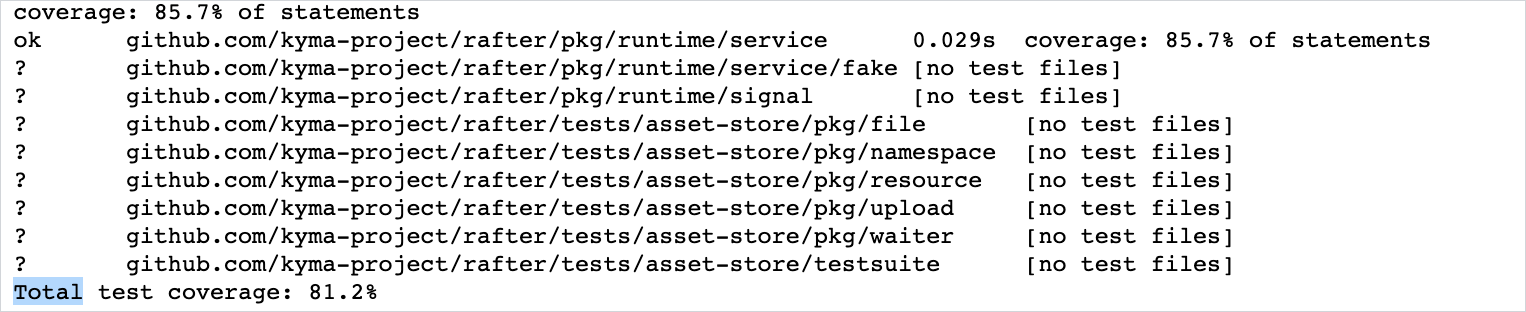 coverage: 85.7% of statements
ok github.com/kyma-project/rafter/pkg/runtime/service 0.029s coverage: 85.7% of statements
? github.com/kyma-project/rafter/pkg/runtime/service/fake [no test files]
? github.com/kyma-project/rafter/pkg/runtime/signal [no test files]
? github.com/kyma-project/rafter/tests/asset-store/pkg/file [no test files]
? github.com/kyma-project/rafter/tests/asset-store/pkg/namespace [no test files]
? github.com/kyma-project/rafter/tests/asset-store/pkg/resource [no test files]
? github.com/kyma-project/rafter/tests/asset-store/pkg/upload [no test files]
? github.com/kyma-project/rafter/tests/asset-store/pkg/waiter [no test files]
? github.com/kyma-project/rafter/tests/asset-store/testsuite [no test files]
Total test coverage: 81.2%